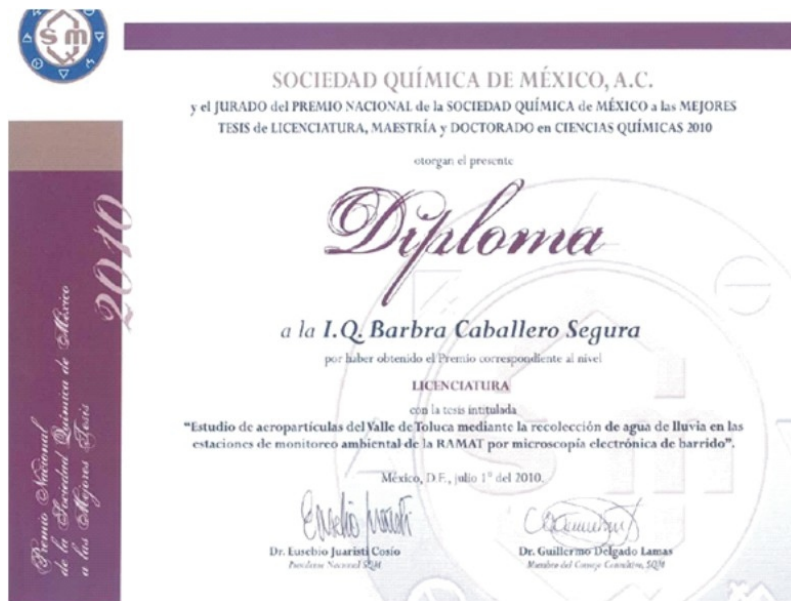 SOCIEDAD QUÍMICA DE MÉXICO, A.C.
y el JURADO del PREMIO NACIONAL de la SOCIEDAD QUÍMICA de MÉXICO a las MEJORES
TESIS de LICENCIATURA, MAESTRÍA y DOCTORADO en CIENCIAS QUÍMICAS 2010
otorgan el presente
Diploma
a la I.Q. Barbra Caballero Segura
por haber obtenido el Premio correspondiente al nivel
LICENCIATURA
con la tesis intitulada
"Estudio de aeropartículas del Valle de Toluca mediante la recolección de agua de lluvia en las
estaciones de monitoreo ambiental de la RAMAT por microscopía electrónica de barrido".
México, D.F., julio 1° del 2010.
Dr. Eusebio Juaristi Cosío
Presidente Nacional SQM
Dr. Guillermo Delgado Lamas
Miembro del Consejo Consultivo, SQM
2010
Premio Nacional
de la Sociedad Química de México
a las Mejores Tesis
SQM